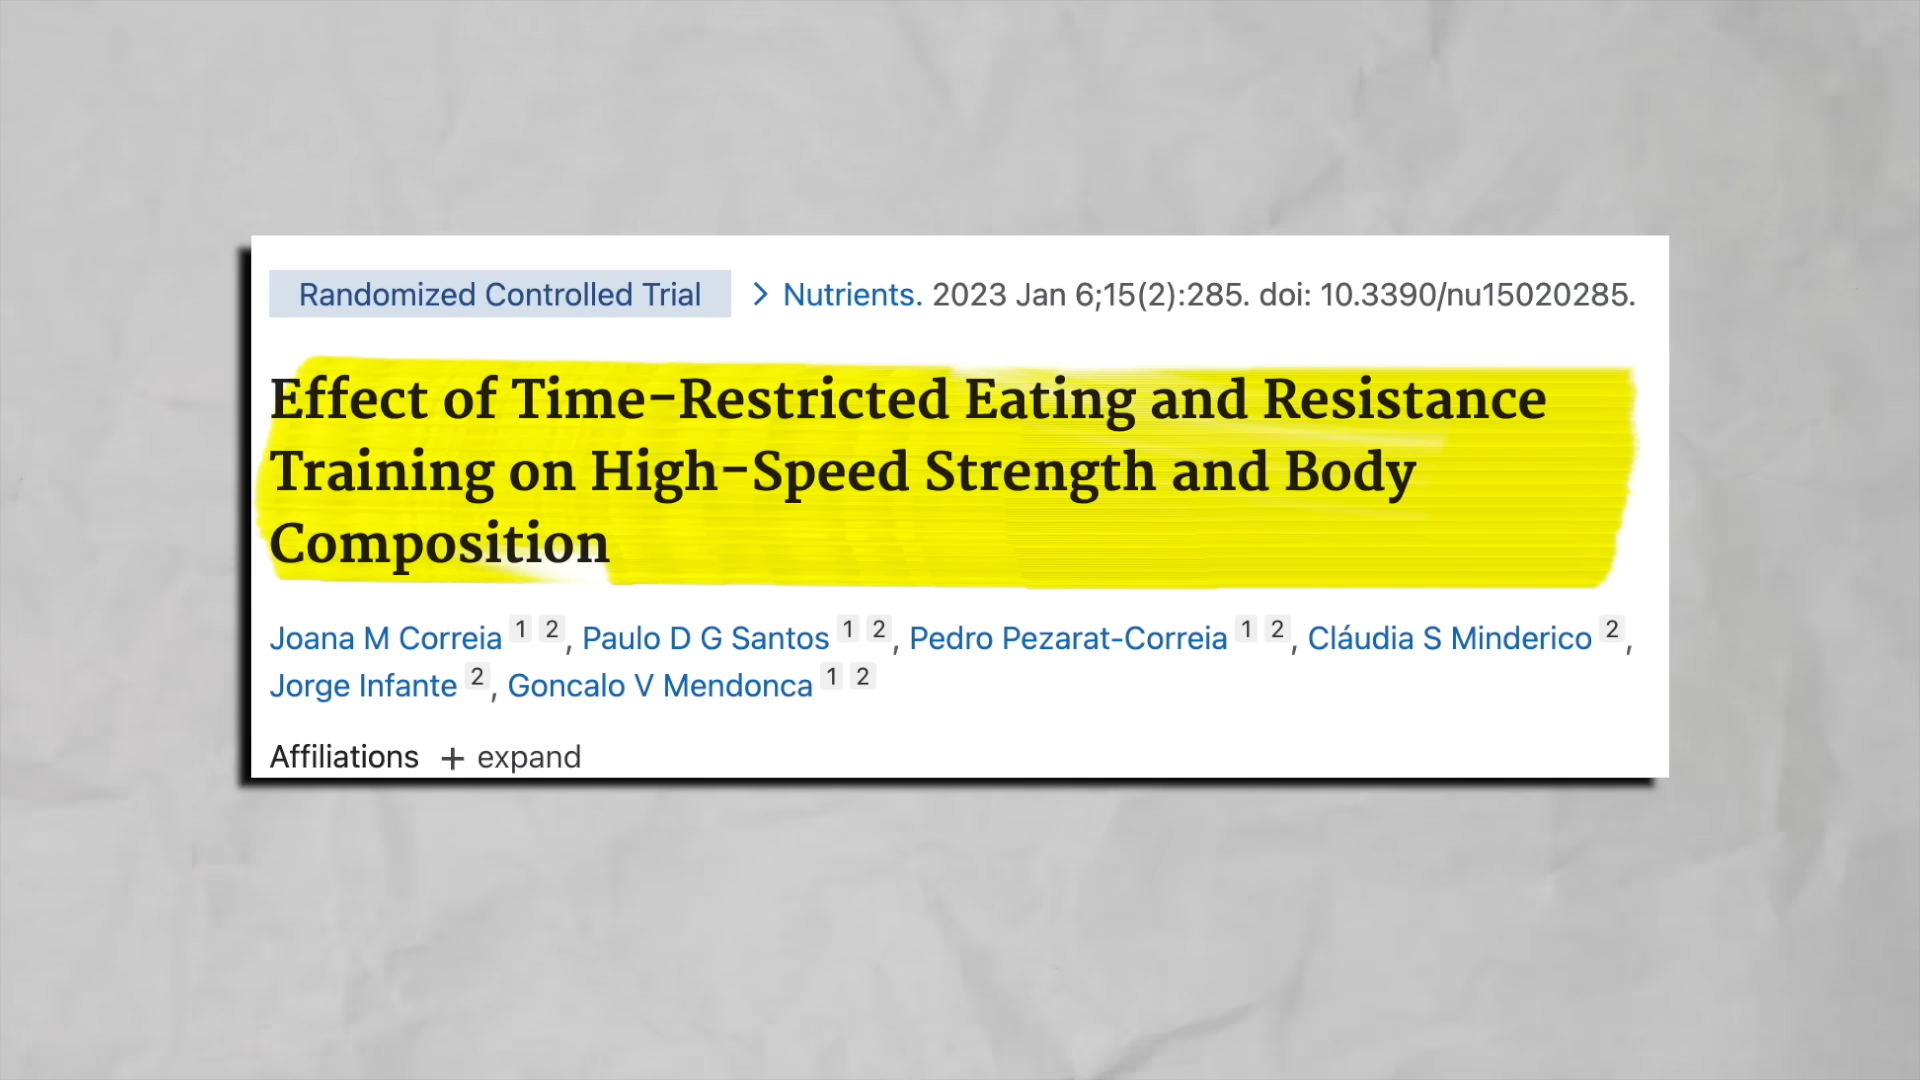 Randomized Controlled Trial > Nutrients. 2023 Jan 6;15(2):285. doi: 10.3390/nu15020285.
Effect of Time-Restricted Eating and Resistance
Training on High-Speed Strength and Body
Composition
Joana M Correia 1 2, Paulo D G Santos 1 2, Pedro Pezarat-Correia 1 2, Cláudia S Minderico 2,
Jorge Infante 2, Goncalo V Mendonca 1 2
Affiliations + expand